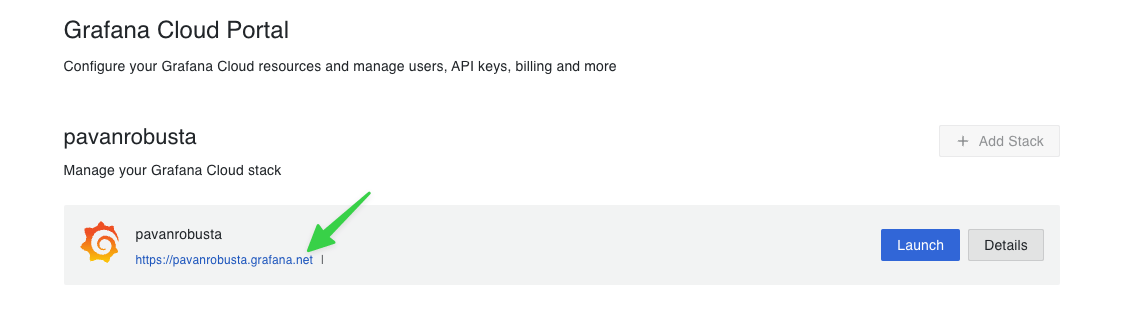 Grafana Cloud Portal
Configure your Grafana Cloud resources and manage users, API keys, billing and more
pavanrobusta
+ Add Stack
Manage your Grafana Cloud stack
pavanrobusta
https://pavanrobusta.grafana.net |
Launch
Details